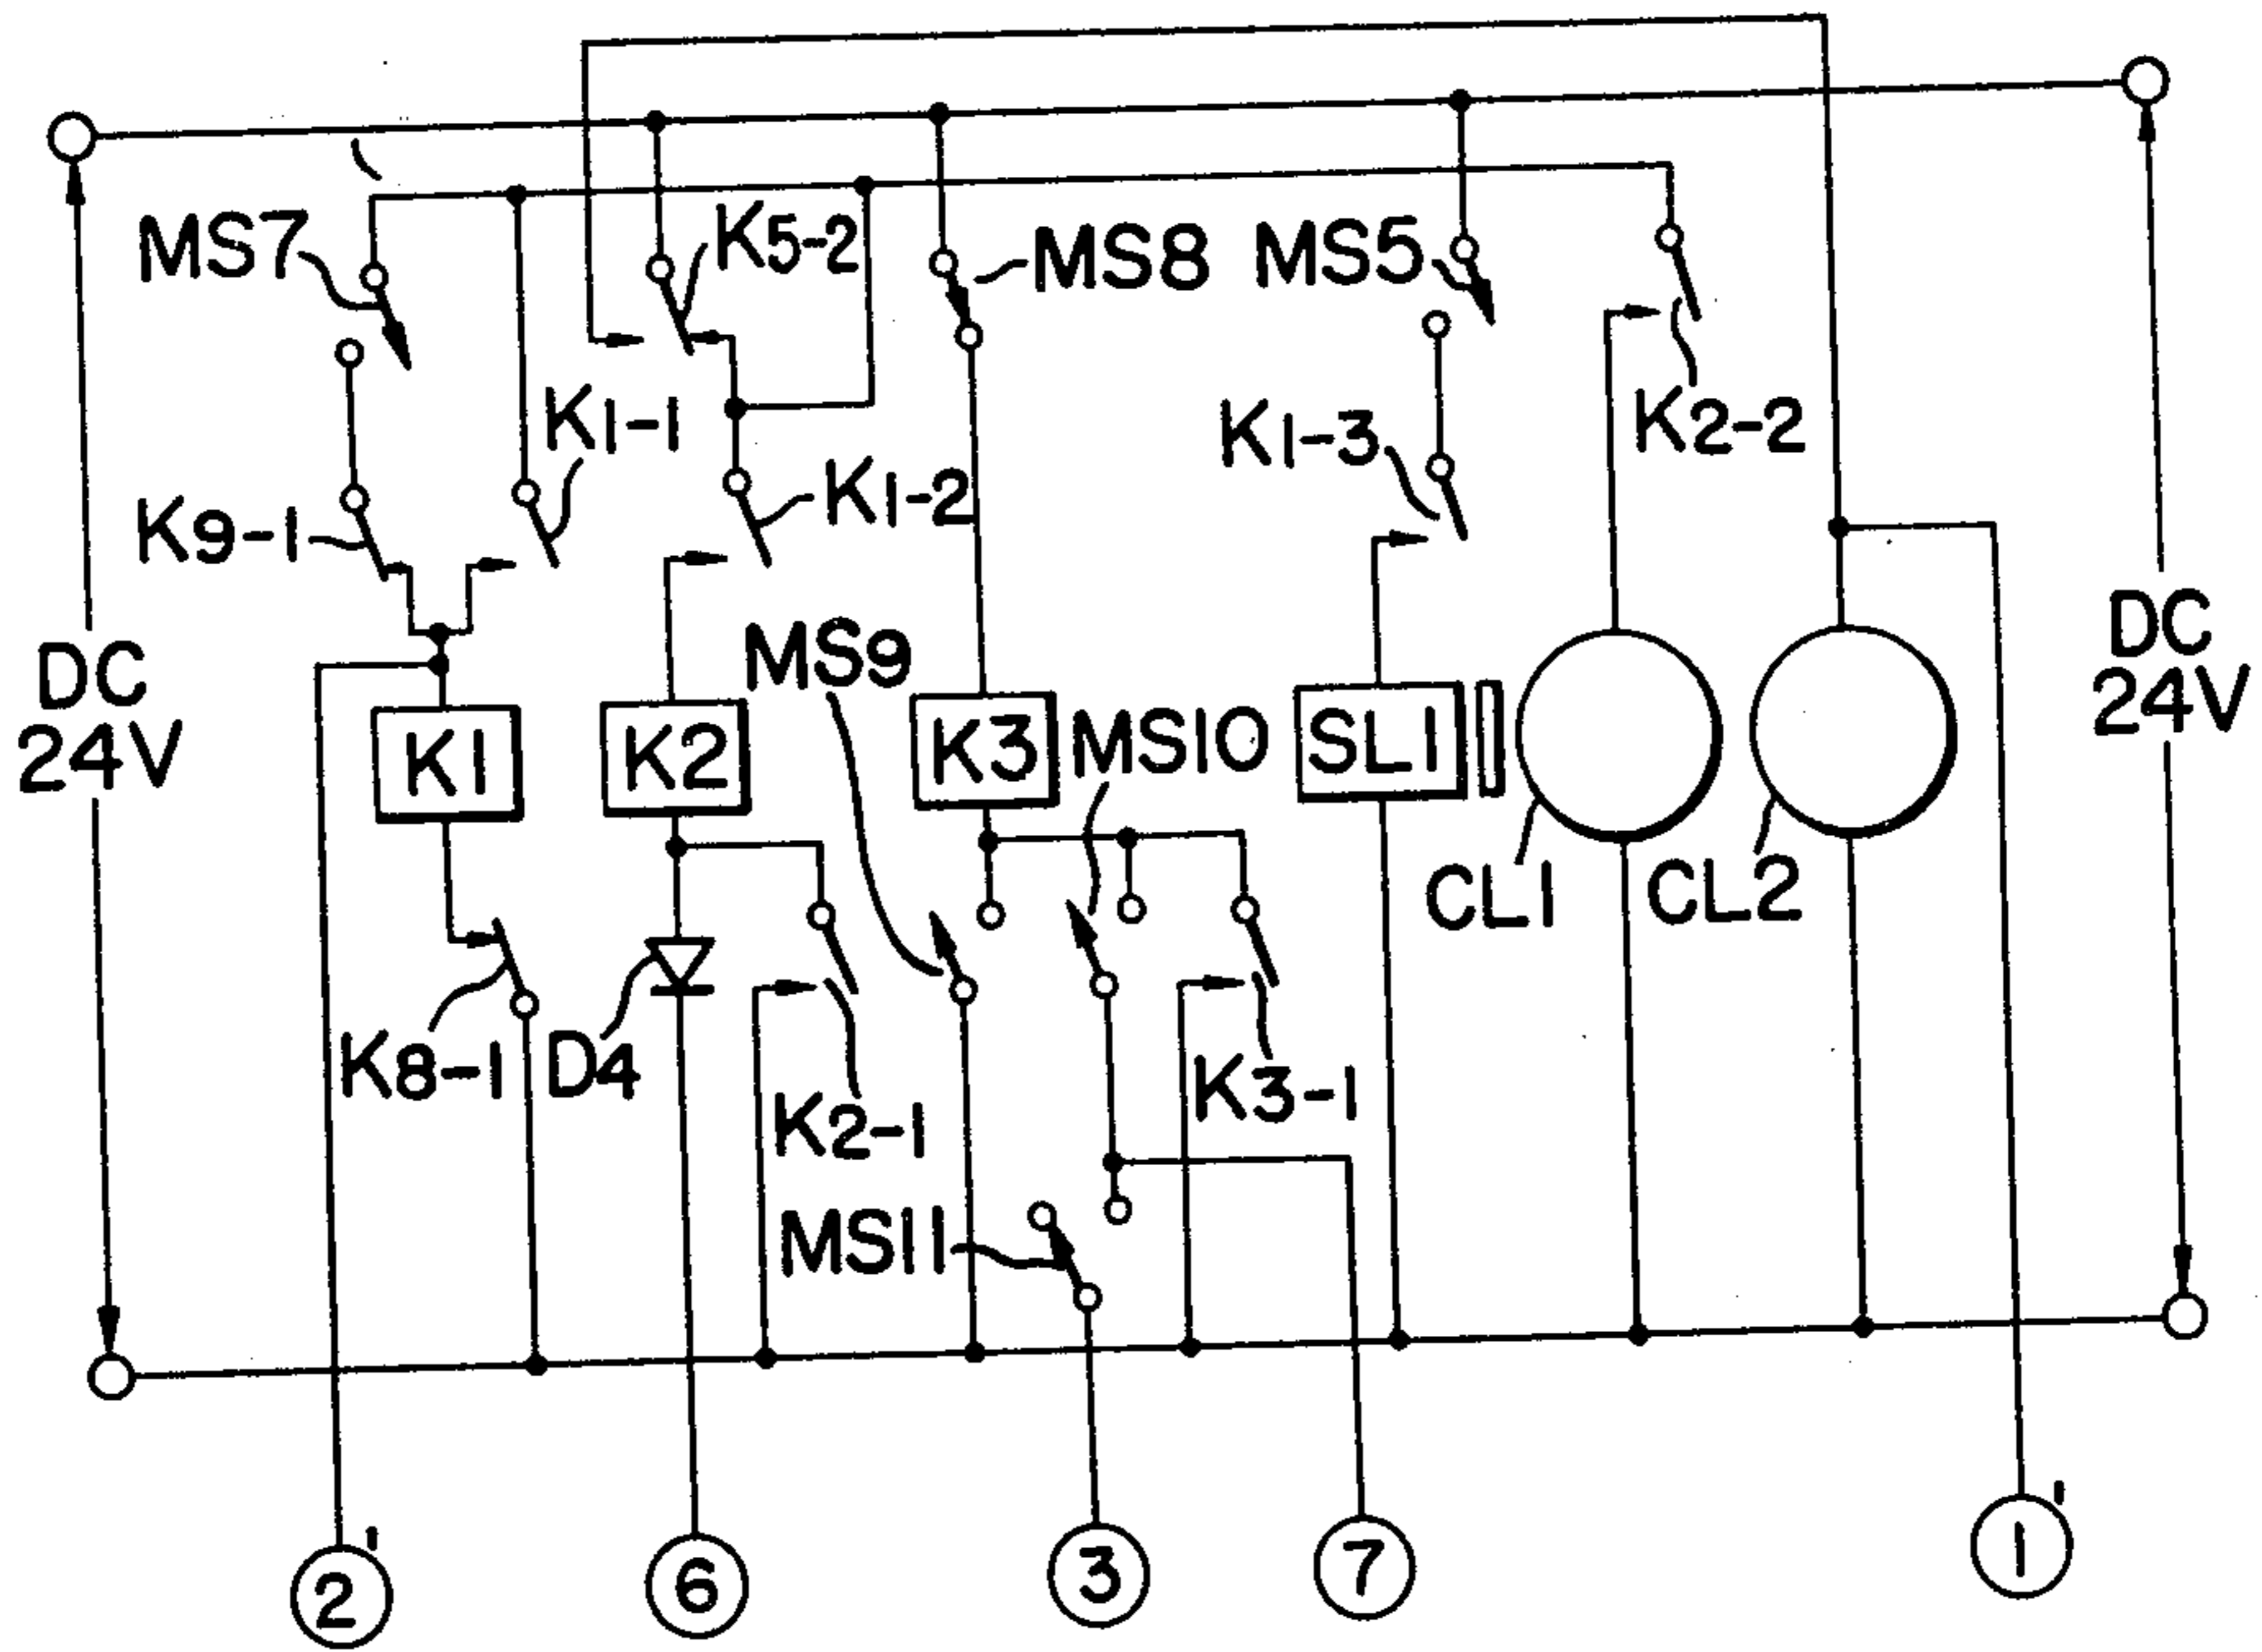 MS7
K5-2
MS8
MS5
K1-1
K1-2
K1-3
K2-2
K9-1
DC
24V
MS9
DC
24V
K1
K2
K3
MS10
SL1
CL1
CL2
K8-1
D4
K2-1
K3-1
MS11
2'
6
3
7
1'